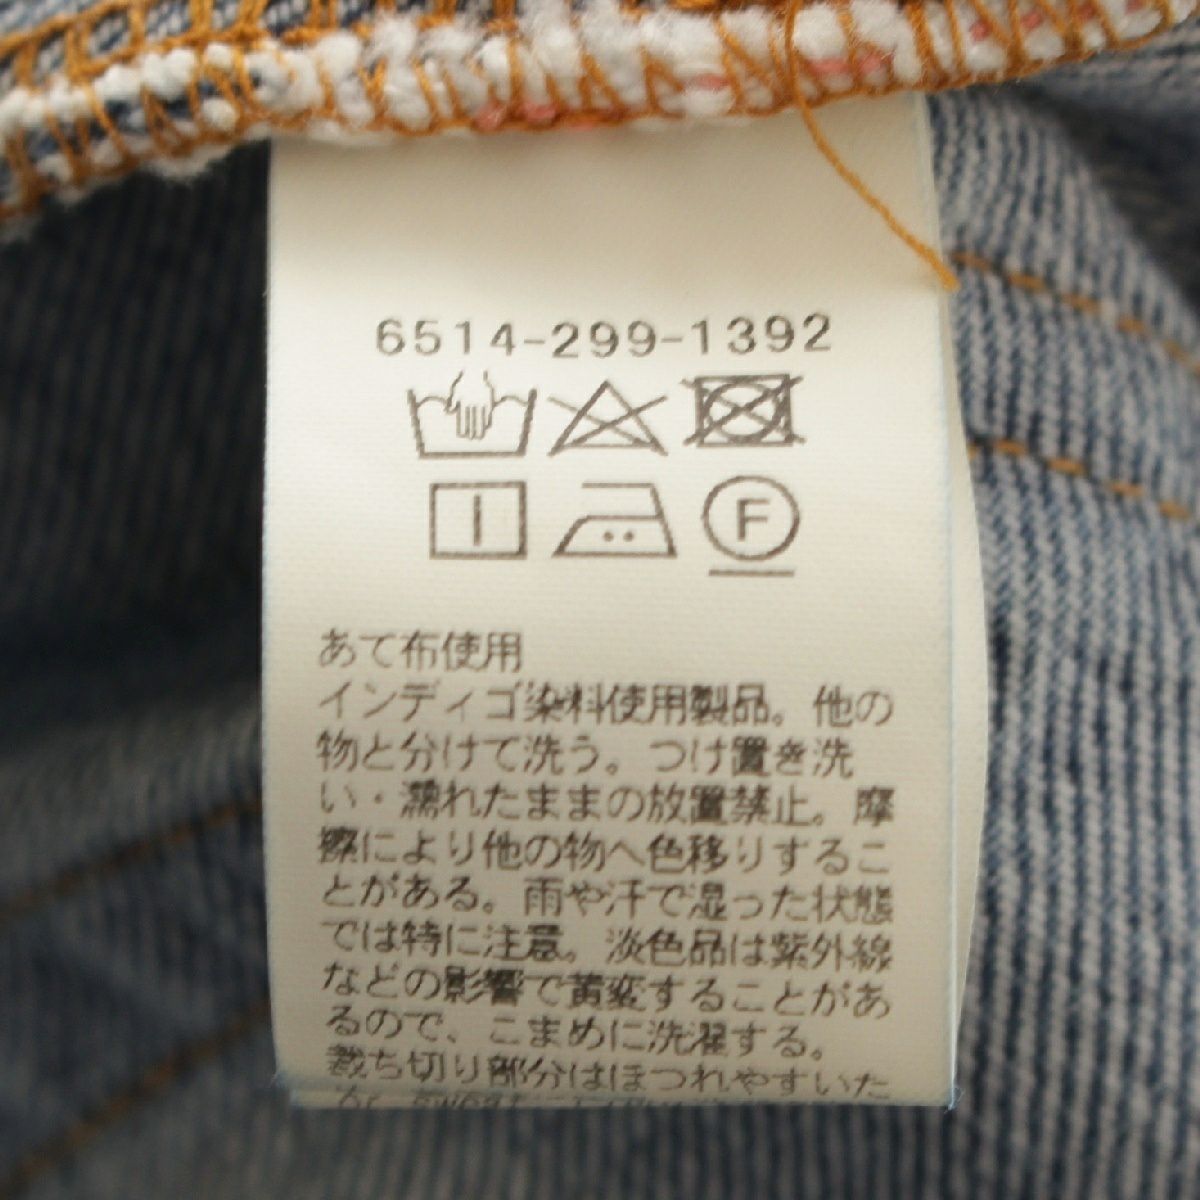 6514-299-1392
F
あて布使用
インディゴ染料使用製品。他の
物と分けて洗う。つけ置き洗
い・濡れたままの放置禁止。摩
擦により他の物へ色移りするこ
とがある。雨や汗で湿った状態
では特に注意。淡色品は紫外線
などの影響で黄変することがあ
るので、こまめに洗濯する。
裁ち切り部分はほつれやすいた